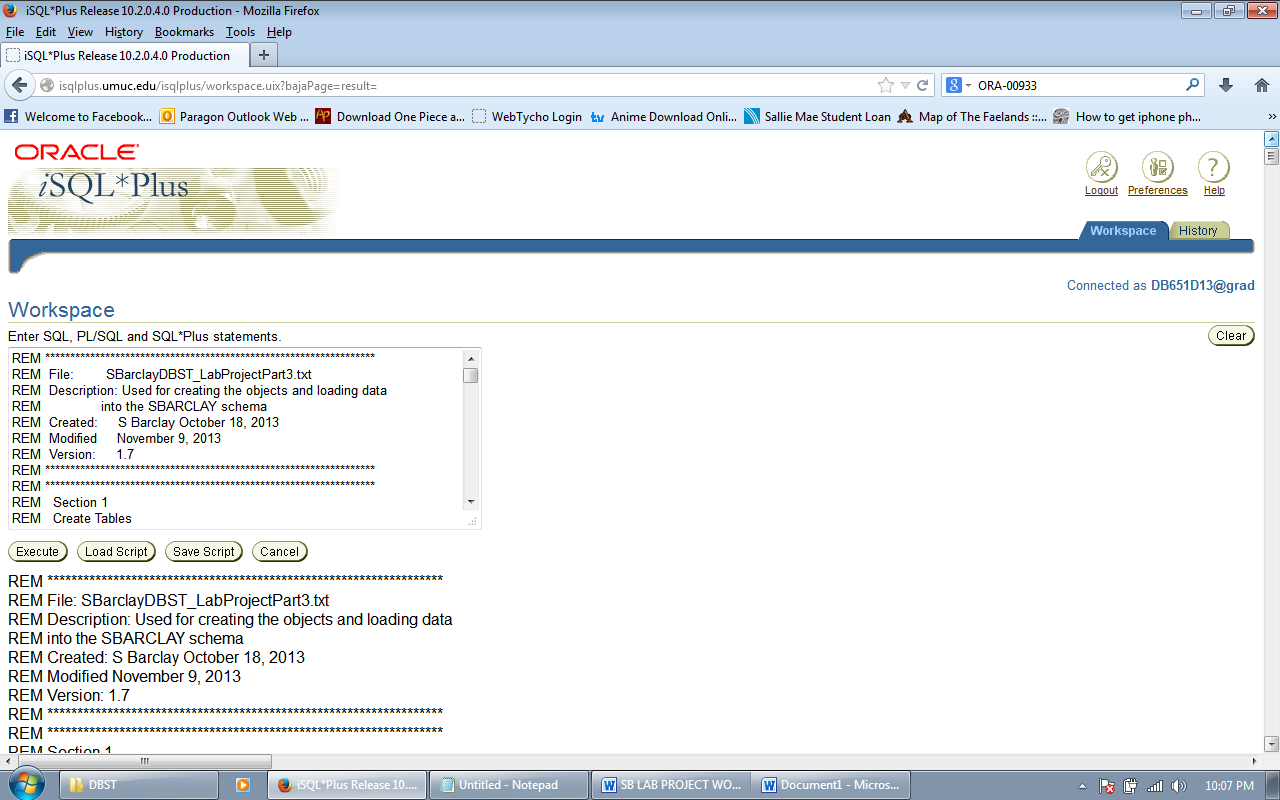 iSQL*Plus Release 10.2.0.4.0 Production - Mozilla Firefox
File Edit View History Bookmarks Tools Help
iSQL*Plus Release 10.2.0.4.0 Production
isqlplus.umuc.edu/isqlplus/workspace.uix?bajaPage=result=
ORA-00933
Welcome to Facebook... Paragon Outlook Web ... Download One Piece a... WebTycho Login Anime Download Onli... Sallie Mae Student Loan Map of The Faelands ::... How to get iphone ph... »
ORACLE
iSQL*Plus
Logout Preferences Help
Workspace History
Connected as DB651D13@grad
Workspace
Enter SQL, PL/SQL and SQL*Plus statements.
Clear
REM ******************************************************************
REM File: SBarclayDBST_LabProjectPart3.txt
REM Description: Used for creating the objects and loading data
REM into the SBARCLAY schema
REM Created: S Barclay October 18, 2013
REM Modified November 9, 2013
REM Version: 1.7
REM ******************************************************************
REM ******************************************************************
REM Section 1
REM Create Tables
Execute Load Script Save Script Cancel
REM ******************************************************************
REM File: SBarclayDBST_LabProjectPart3.txt
REM Description: Used for creating the objects and loading data
REM into the SBARCLAY schema
REM Created: S Barclay October 18, 2013
REM Modified November 9, 2013
REM Version: 1.7
REM ******************************************************************
REM ******************************************************************
REM Section 1
DBST iSQL*Plus Release 10.... Untitled - Notepad SB LAB PROJECT WO... Document1 - Micros... 10:07 PM